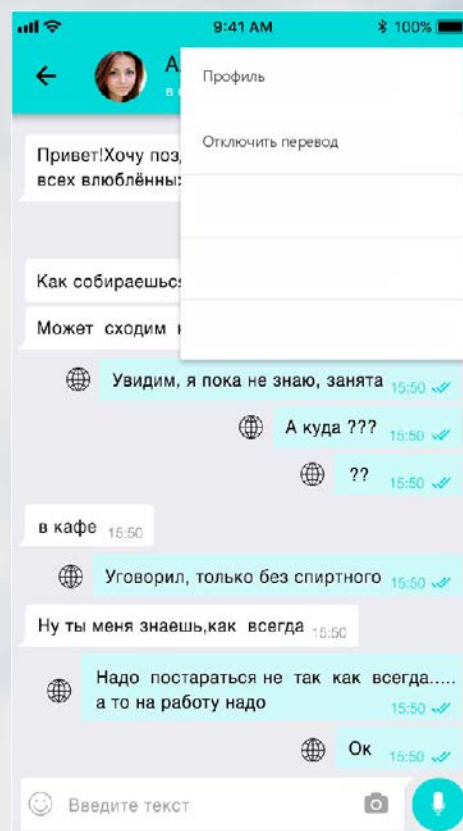 9:41 AM
100%
А
в
Профиль
Отключить перевод
Привет!Хочу поз
всех влюблённы
Как собираешьс
Может сходим
Увидим, я пока не знаю, занята 15:50
А куда ??? 15:50
?? 15:50
в кафе 15:50
Уговорил, только без спиртного 15:50
Ну ты меня знаешь,как всегда 15:50
Надо постараться не так как всегда.....
а то на работу надо 15:50
Ок 15:50
Введите текст